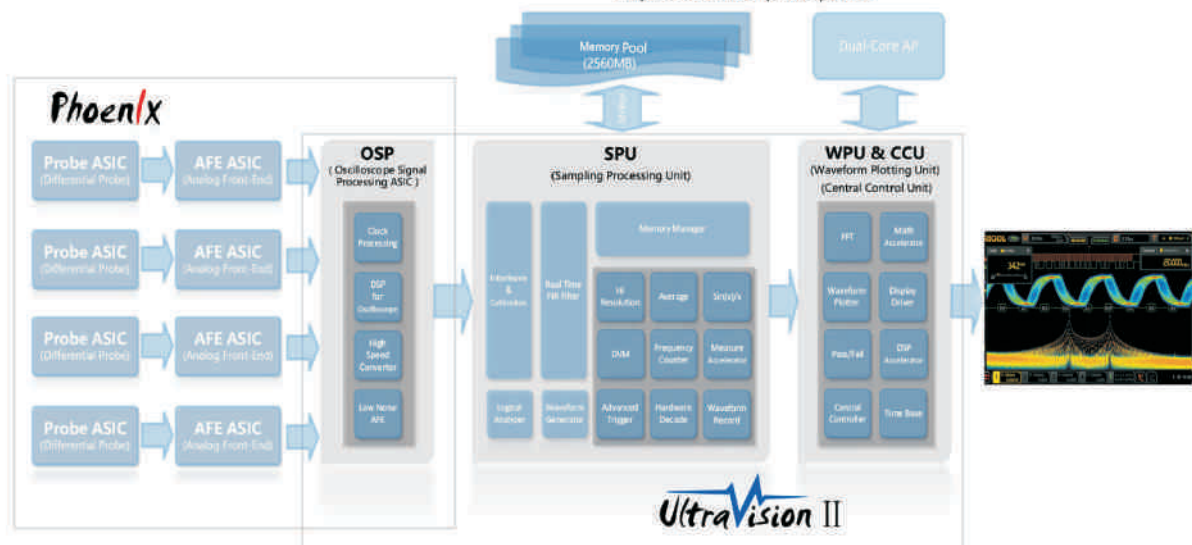 Memory Pool
(2560MB)
Dual-Core AP
Phoenix
Probe ASIC
(Differential Probe)
AFE ASIC
(Analog Front-End)
Probe ASIC
(Differential Probe)
AFE ASIC
(Analog Front-End)
Probe ASIC
(Differential Probe)
AFE ASIC
(Analog Front-End)
Probe ASIC
(Differential Probe)
AFE ASIC
(Analog Front-End)
OSP
( Oscilloscope Signal
Processing ASIC )
Clock
Processing
DSP
for
Oscilloscope
High
Speed
Convertor
Low Noise
AFE
SPU
(Sampling Processing Unit)
Interleave
&
Calibration
Real Time
FIR Filter
Memory Manager
Hi
Resolution
Average
Sin(x)/x
DVM
Frequency
Counter
Measure
Accelerator
Logical
Analyzer
Waveform
Generator
Advanced
Trigger
Hardware
Decode
Waveform
Record
WPU & CCU
(Waveform Plotting Unit)
(Central Control Unit)
FFT
Math
Accelerator
Waveform
Plotter
Display
Driver
Pass/Fail
DSP
Accelerator
Central
Controller
Time Base
RIGOL
UltraVision II